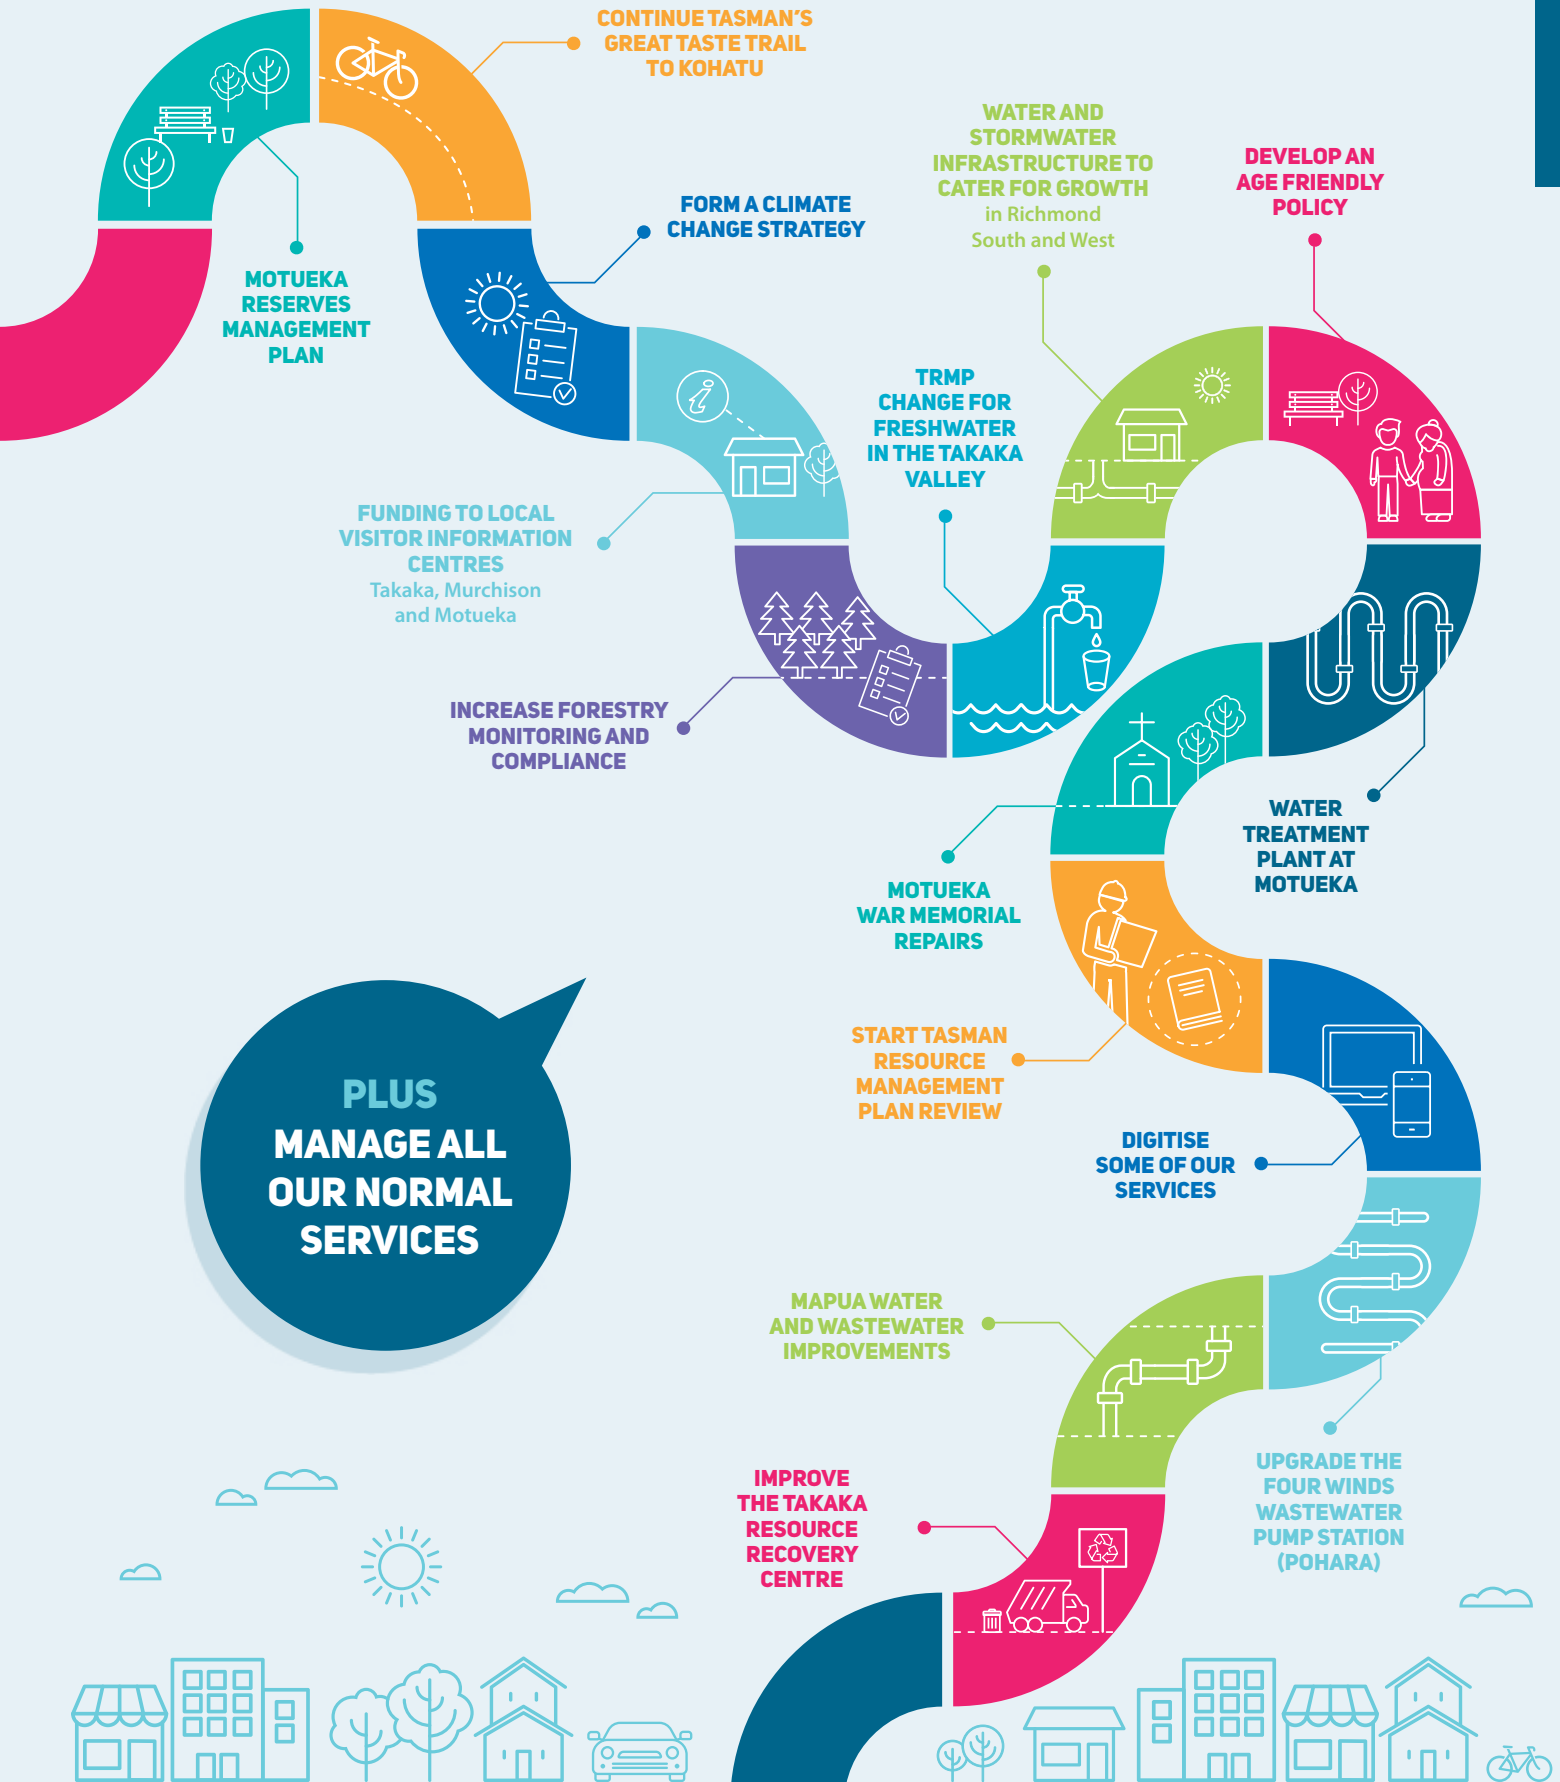 CONTINUE TASMAN'S
GREAT TASTE TRAIL
TO KOHATU
MOTUEKA
RESERVES
MANAGEMENT
PLAN
FORM A CLIMATE
CHANGE STRATEGY
WATER AND
STORMWATER
INFRASTRUCTURE TO
CATER FOR GROWTH
in Richmond
South and West
DEVELOP AN
AGE FRIENDLY
POLICY
TRMP
CHANGE FOR
FRESHWATER
IN THE TAKAKA
VALLEY
i
FUNDING TO LOCAL
VISITOR INFORMATION
CENTRES
Takaka, Murchison
and Motueka
INCREASE FORESTRY
MONITORING AND
COMPLIANCE
WATER
TREATMENT
PLANT AT
MOTUEKA
MOTUEKA
WAR MEMORIAL
REPAIRS
START TASMAN
RESOURCE
MANAGEMENT
PLAN REVIEW
DIGITISE
SOME OF OUR
SERVICES
PLUS
MANAGE ALL
OUR NORMAL
SERVICES
MAPUA WATER
AND WASTEWATER
IMPROVEMENTS
UPGRADE THE
FOUR WINDS
WASTEWATER
PUMP STATION
(POHARA)
IMPROVE
THE TAKAKA
RESOURCE
RECOVERY
CENTRE